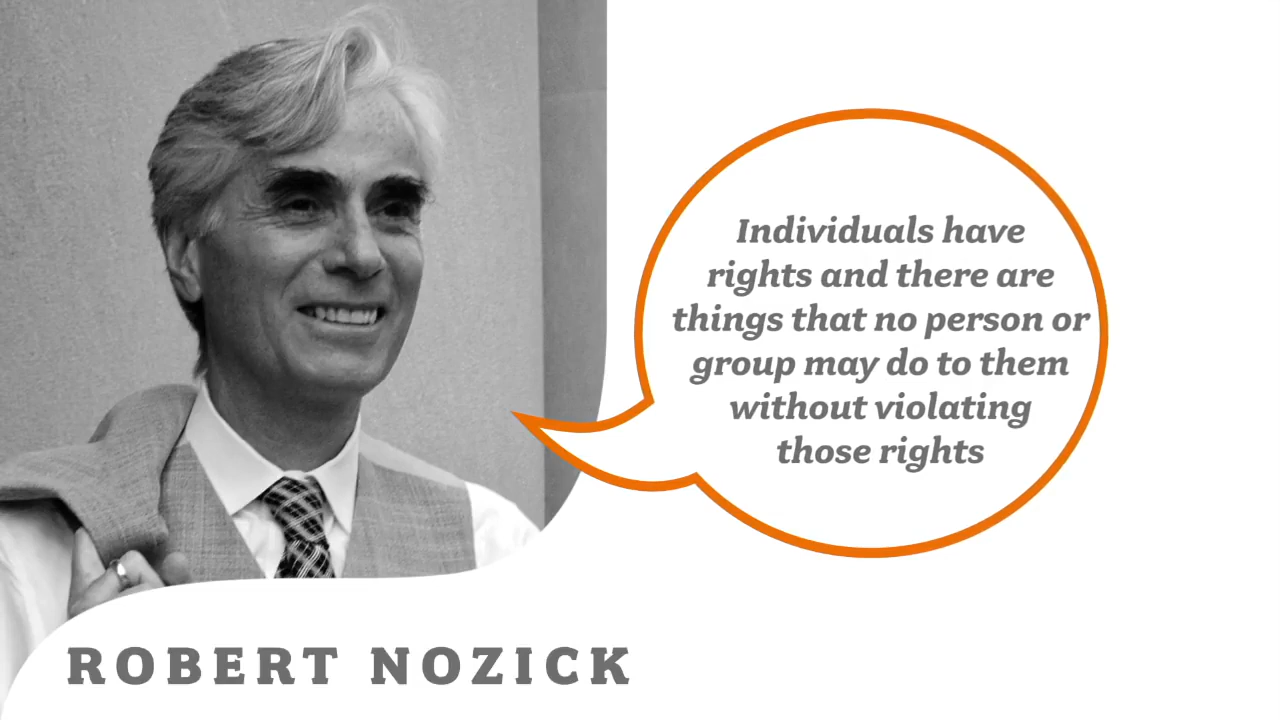 Individuals have
rights and there are
things that no person or
group may do to them
without violating
those rights
ROBERT NOZICK